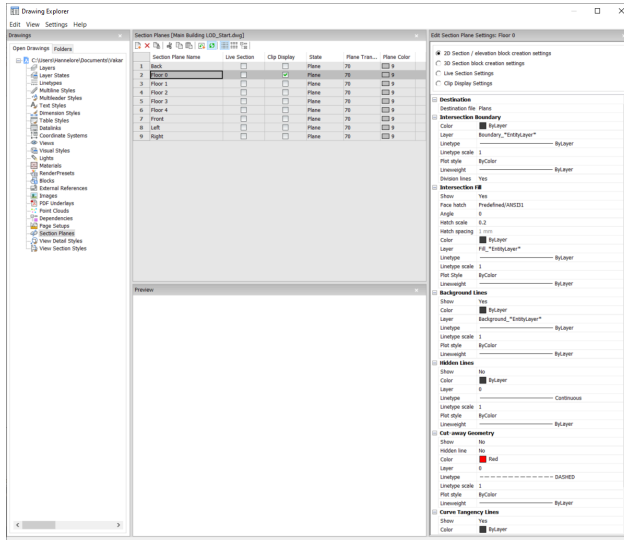 Drawing Explorer
Edit View Settings Help
Drawings
Open Drawings Folders
C:\Users\Hannelore\Documents\Vakar
Layers
Layer States
Linetypes
Multiline Styles
Multileader Styles
Text Styles
Dimension Styles
Table Styles
Datalinks
Coordinate Systems
Views
Visual Styles
Lights
Materials
RenderPresets
Blocks
External References
Images
PDF Underlays
Point Clouds
Dependencies
Page Setups
Section Planes
View Detail Styles
View Section Styles
Section Planes [Main Building LOD_Start.dwg]
Section Plane Name Live Section Clip Display State Plane Tran... Plane Color
1 Back Plane 70 9
2 Floor 0 Plane 70 9
3 Floor 1 Plane 70 9
4 Floor 2 Plane 70 9
5 Floor 3 Plane 70 9
6 Floor 4 Plane 70 9
7 Front Plane 70 9
8 Left Plane 70 9
9 Right Plane 70 9
Preview
Edit Section Plane Settings: Floor 0
2D Section / elevation block creation settings
3D Section block creation settings
Live Section Settings
Clip Display Settings
Destination
Destination file Plane
Intersection Boundary
Color ByLayer
Layer Boundary_*EntityLayer*
Linetype ByLayer
Linetype scale 1
Plot style ByColor
Lineweight ByLayer
Division lines Yes
Intersection Fill
Show Yes
Face hatch Predefined/ANSI31
Angle 0
Hatch scale 0.2
Hatch spacing 1 mm
Color ByLayer
Layer Fill_*EntityLayer*
Linetype ByLayer
Linetype scale 1
Plot Style ByColor
Lineweight ByLayer
Background Lines
Show Yes
Color ByLayer
Layer Background_*EntityLayer*
Linetype ByLayer
Linetype scale 1
Plot style ByColor
Lineweight ByLayer
Hidden Lines
Show No
Color ByLayer
Layer 0
Linetype Continuous
Linetype scale 1
Plot style ByColor
Lineweight ByLayer
Cut-away Geometry
Show No
Hidden line No
Color Red
Layer 0
Linetype DASHED
Linetype scale 1
Plot style ByColor
Lineweight ByLayer
Curve Tangency Lines
Show Yes
Color ByLayer